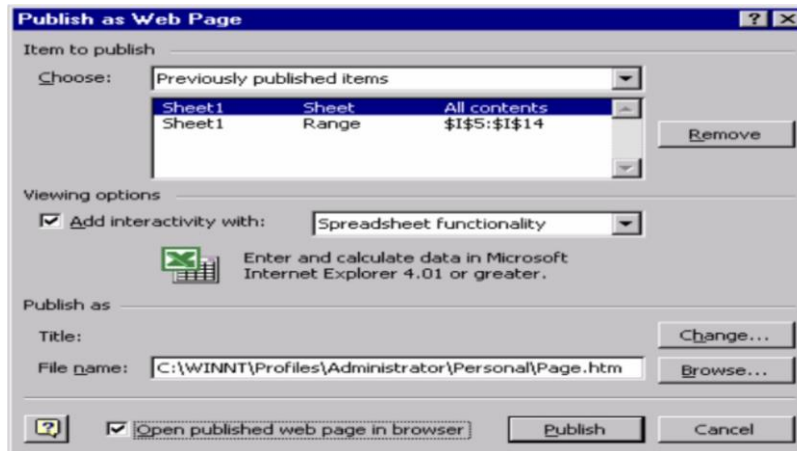 Publish as Web Page
Item to publish
Choose: Previously published items
Sheet1 Sheet All contents
Sheet1 Range $I$5:$I$14
Remove
Viewing options
Add interactivity with: Spreadsheet functionality
Enter and calculate data in Microsoft
Internet Explorer 4.01 or greater.
Publish as
Title:
Change...
File name: C:\WINNT\Profiles\Administrator\Personal\Page.htm Browse...
Open published web page in browser Publish Cancel